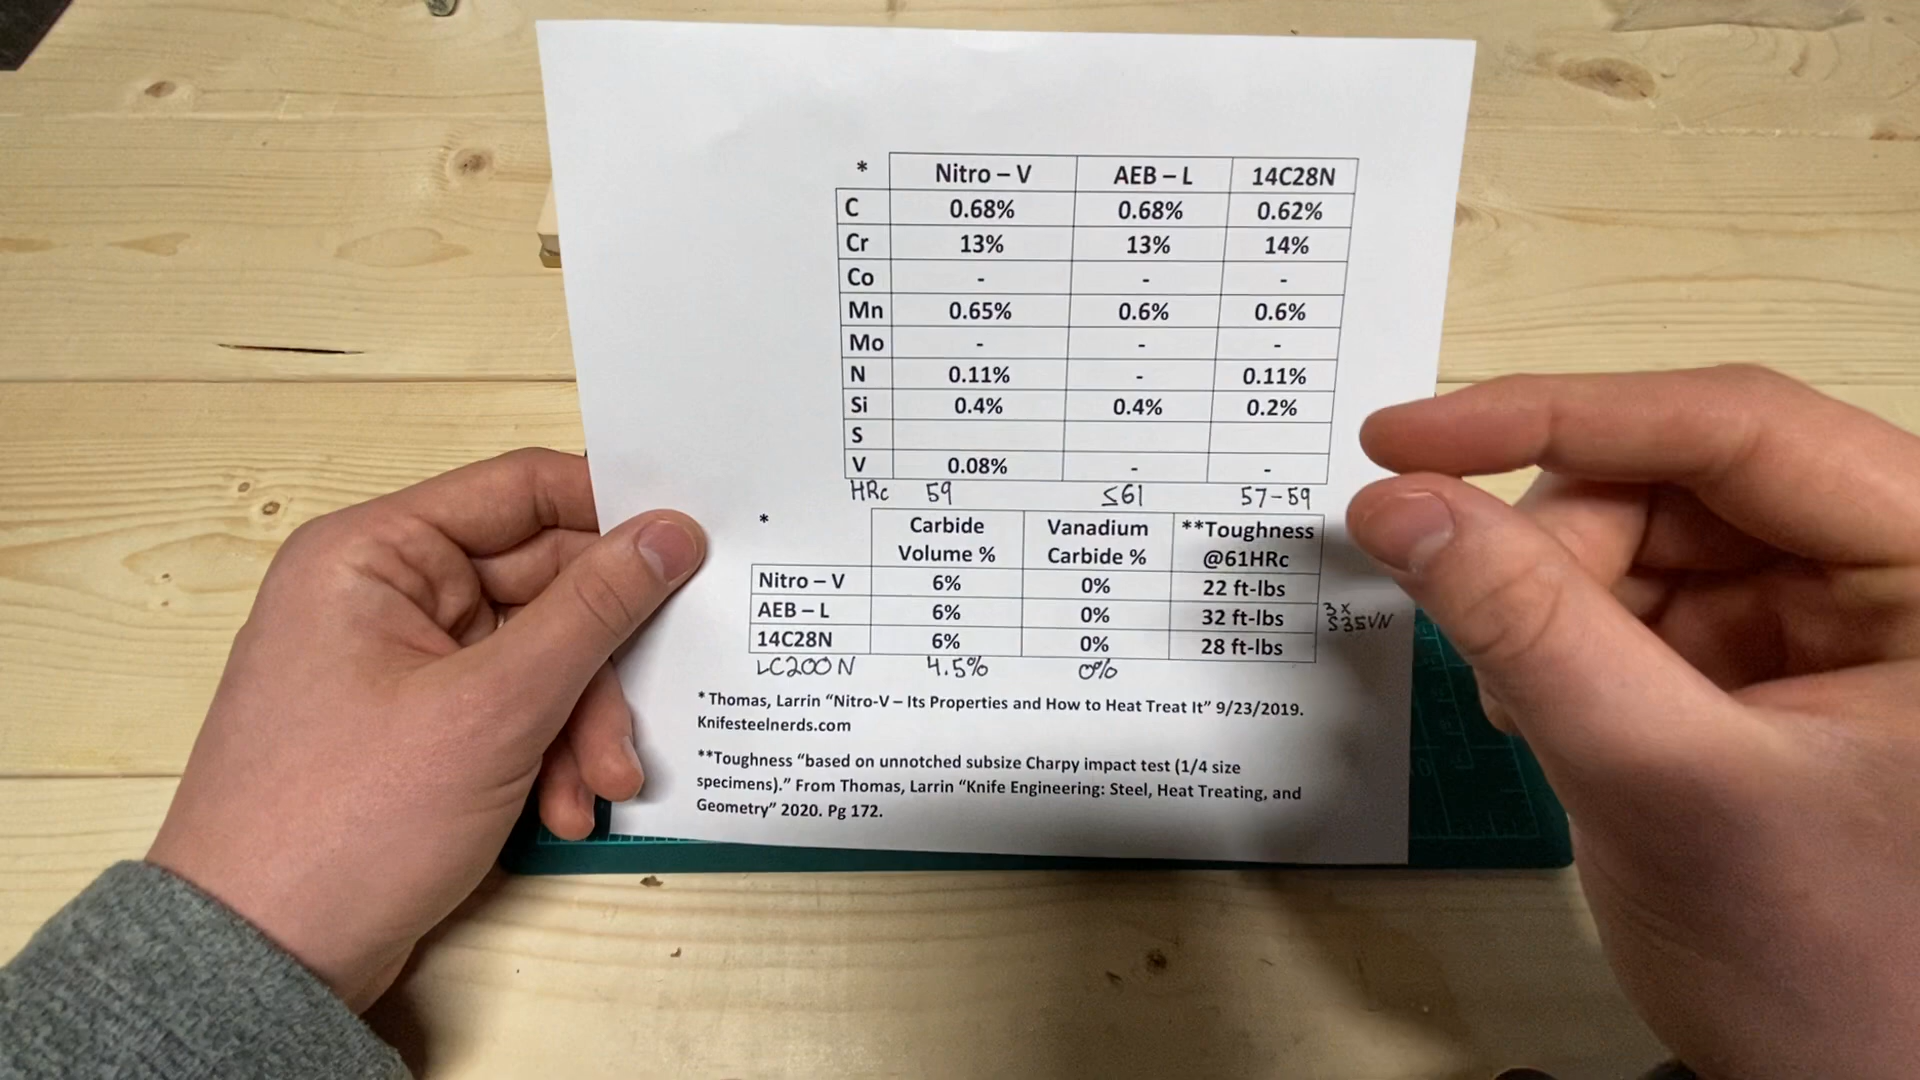 * Nitro – V AEB – L 14C28N
C 0.68% 0.68% 0.62%
Cr 13% 13% 14%
Co - - -
Mn 0.65% 0.6% 0.6%
Mo - - -
N 0.11% - 0.11%
Si 0.4% 0.4% 0.2%
S
V 0.08% - -
HRc 59 ≤61 57-59
* Carbide Vanadium **Toughness
Volume % Carbide % @61HRc
Nitro – V 6% 0% 22 ft-lbs
AEB – L 6% 0% 32 ft-lbs 3x S35VN
14C28N 6% 0% 28 ft-lbs
LC200N 4.5% 0%
* Thomas, Larrin “Nitro-V – Its Properties and How to Heat Treat It” 9/23/2019.
Knifesteelnerds.com
**Toughness “based on unnotched subsize Charpy impact test (1/4 size
specimens).” From Thomas, Larrin “Knife Engineering: Steel, Heat Treating, and
Geometry” 2020. Pg 172.